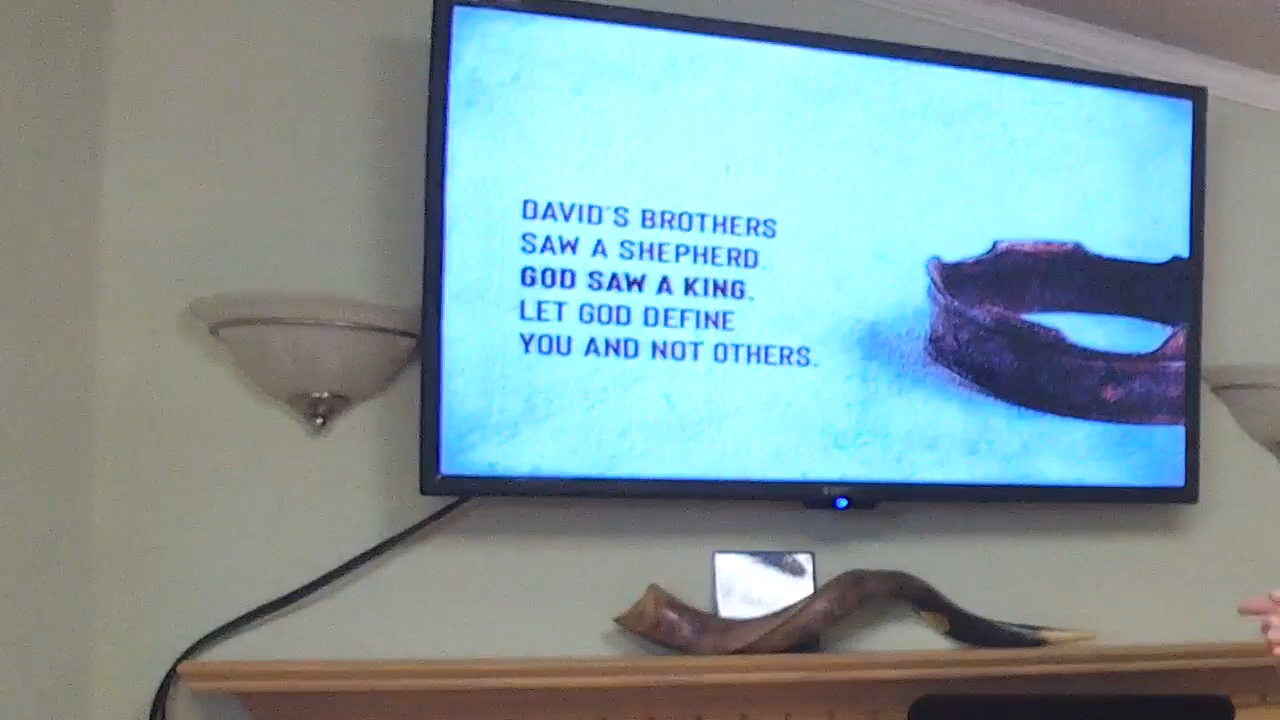 DAVID'S BROTHERS
SAW A SHEPHERD.
GOD SAW A KING.
LET GOD DEFINE
YOU AND NOT OTHERS.